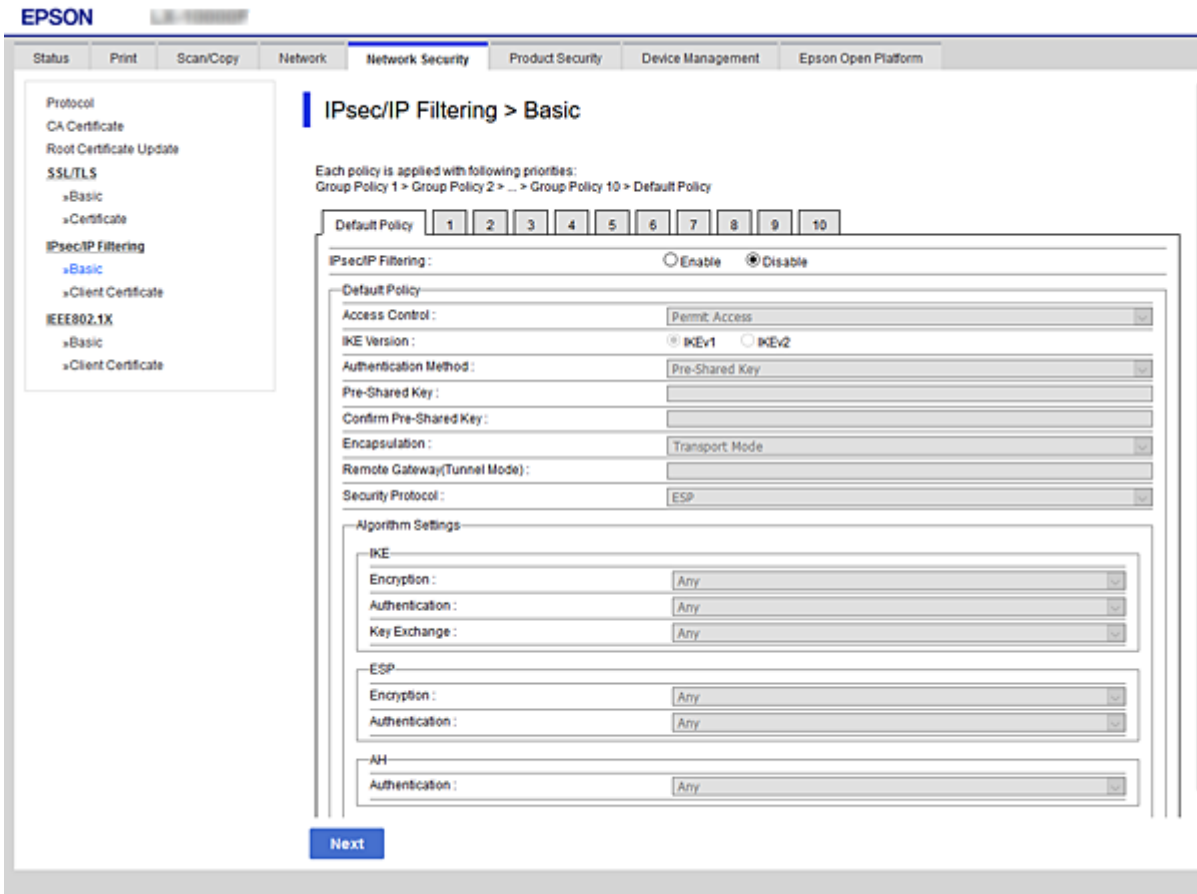 EPSON
Status Print Scan/Copy Network Network Security Product Security Device Management Epson Open Platform
Protocol
CA Certificate
Root Certificate Update
SSL/TLS
»Basic
»Certificate
IPsec/IP Filtering
»Basic
»Client Certificate
IEEE802.1X
»Basic
»Client Certificate
IPsec/IP Filtering > Basic
Each policy is applied with following priorities:
Group Policy 1 > Group Policy 2 > ... > Group Policy 10 > Default Policy
Default Policy 1 2 3 4 5 6 7 8 9 10
IPsec/IP Filtering : Enable Disable
Default Policy
Access Control : Permit Access
IKE Version : IKEv1 IKEv2
Authentication Method : Pre-Shared Key
Pre-Shared Key :
Confirm Pre-Shared Key :
Encapsulation : Transport Mode
Remote Gateway(Tunnel Mode) :
Security Protocol : ESP
Algorithm Settings
IKE
Encryption : Any
Authentication : Any
Key Exchange : Any
ESP
Encryption : Any
Authentication : Any
AH
Authentication : Any
Next